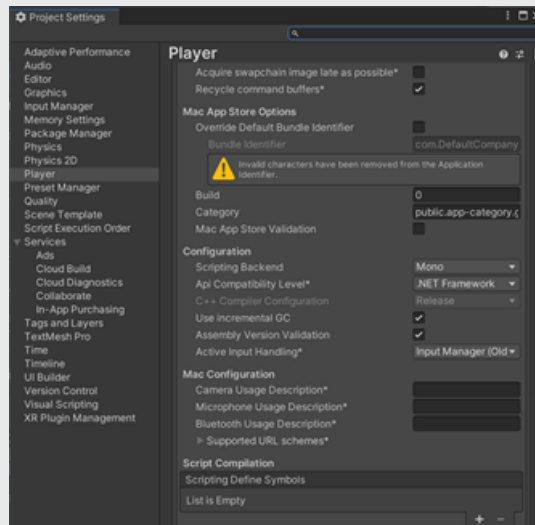 Project Settings
Adaptive Performance
Audio
Editor
Graphics
Input Manager
Memory Settings
Package Manager
Physics
Physics 2D
Player
Preset Manager
Quality
Scene Template
Script Execution Order
Services
Ads
Cloud Build
Cloud Diagnostics
Collaborate
In-App Purchasing
Tags and Layers
TextMesh Pro
Time
Timeline
UI Builder
Version Control
Visual Scripting
XR Plugin Management
Player
Acquire swapchain image late as possible*
Recycle command buffers*
Mac App Store Options
Override Default Bundle Identifier
Bundle Identifier com.DefaultCompany
Invalid characters have been removed from the Application
Identifier.
Build 0
Category public.app-category.g
Mac App Store Validation
Configuration
Scripting Backend Mono
Api Compatibility Level* .NET Framework
C++ Compiler Configuration Release
Use incremental GC
Assembly Version Validation
Active Input Handling* Input Manager (Old
Mac Configuration
Camera Usage Description*
Microphone Usage Description*
Bluetooth Usage Description*
Supported URL schemes*
Script Compilation
Scripting Define Symbols
List is Empty